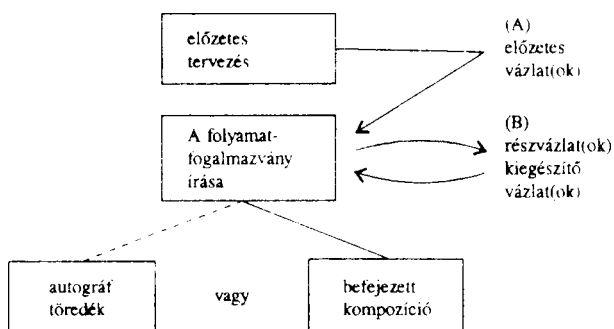 előzetes
tervezés
(A)
előzetes
vázlat(ok)
A folyamat-
fogalmazvány
írása
(B)
részvázlat(ok)
kiegészítő
vázlat(ok)
autográf
töredék
vagy
befejezett
kompozíció